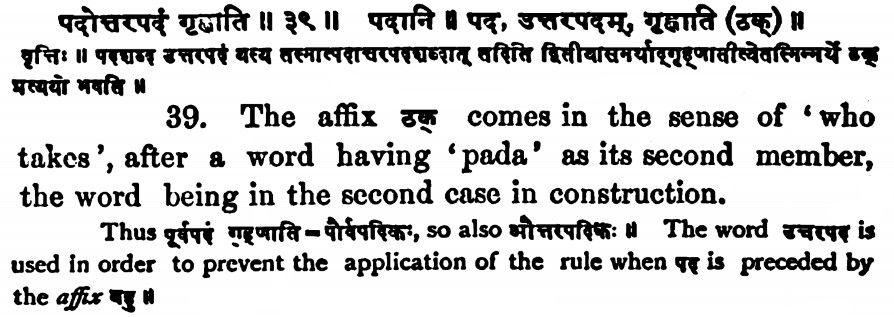 पदोत्तरपदं गृह्णाति ॥ ३९ ॥ पदानि ॥ पद, उत्तरपदम्, गृह्णाति (ठक्) ॥
वृत्तिः ॥ पदशब्द उत्तरपदं यस्य तस्मात्पदोत्तरपदशब्दात् तदिति द्वितीयासमर्थाद्गृह्णातीत्येतस्मिन्नर्थे ठक्
प्रत्ययो भवति ॥
39. The affix ठक् comes in the sense of ‘who
takes’, after a word having ‘pada’ as its second member,
the word being in the second case in construction.
Thus पूर्वपदं गृह्णाति = पौर्वपदिकः, so also औत्तरपदिकः ॥ The word उत्तरपद is
used in order to prevent the application of the rule when पद is preceded by
the affix बहु ॥